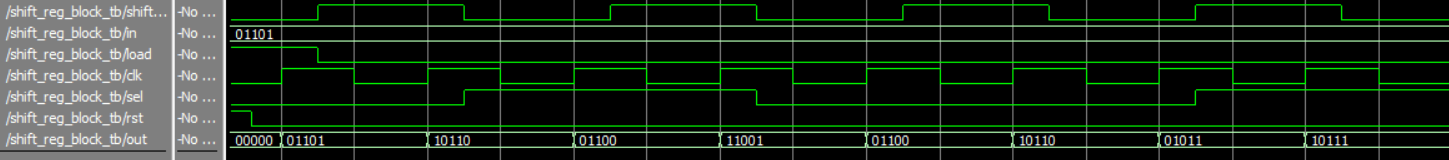 /shift_reg_block_tb/shift... -No ...
/shift_reg_block_tb/in -No ... 01101
/shift_reg_block_tb/load -No ...
/shift_reg_block_tb/clk -No ...
/shift_reg_block_tb/sel -No ...
/shift_reg_block_tb/rst -No ...
/shift_reg_block_tb/out -No ... 00000 01101 10110 01100 11001 01100 10110 01011 10111